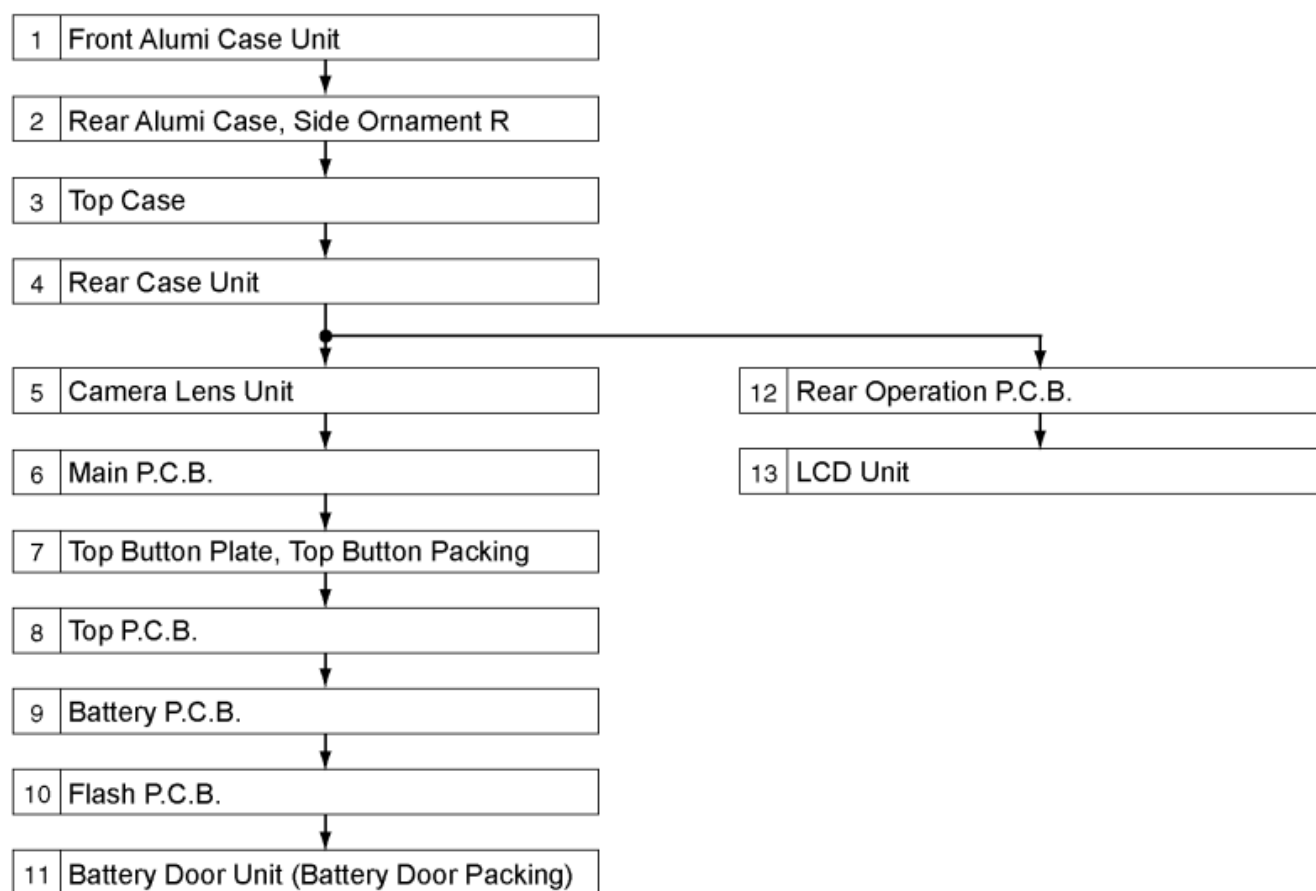 1 Front Alumi Case Unit
2 Rear Alumi Case, Side Ornament R
3 Top Case
4 Rear Case Unit
5 Camera Lens Unit
6 Main P.C.B.
7 Top Button Plate, Top Button Packing
8 Top P.C.B.
9 Battery P.C.B.
10 Flash P.C.B.
11 Battery Door Unit (Battery Door Packing)
12 Rear Operation P.C.B.
13 LCD Unit